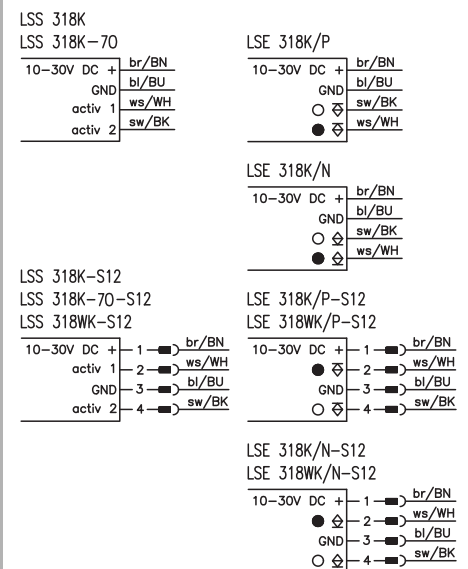 LSS 318K
LSS 318K-70
10-30V DC + br/BN
GND bl/BU
activ 1 ws/WH
activ 2 sw/BK
LSE 318K/P
10-30V DC + br/BN
GND bl/BU
sw/BK
ws/WH
LSE 318K/N
10-30V DC + br/BN
GND bl/BU
sw/BK
ws/WH
LSS 318K-S12
LSS 318K-70-S12
LSS 318WK-S12
10-30V DC + 1 br/BN
activ 1 2 ws/WH
GND 3 bl/BU
activ 2 4 sw/BK
LSE 318K/P-S12
LSE 318WK/P-S12
10-30V DC + 1 br/BN
2 ws/WH
GND 3 bl/BU
4 sw/BK
LSE 318K/N-S12
LSE 318WK/N-S12
10-30V DC + 1 br/BN
2 ws/WH
GND 3 bl/BU
4 sw/BK